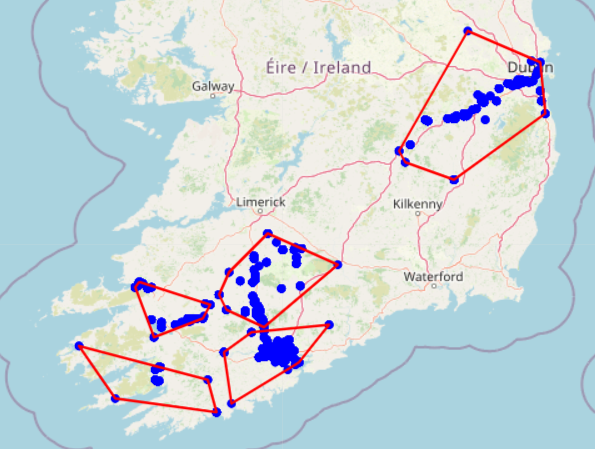 Éire / Ireland
Dublin
Galway
Limerick
Kilkenny
Waterford